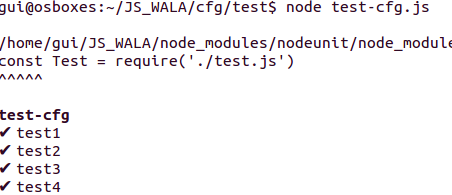 gui@osboxes:~/JS_WALA/cfg/test$ node test-cfg.js
/home/gui/JS_WALA/node_modules/nodeunit/node_module
const Test = require('./test.js')
^^^^^
test-cfg
✔ test1
✔ test2
✔ test3
✔ test4